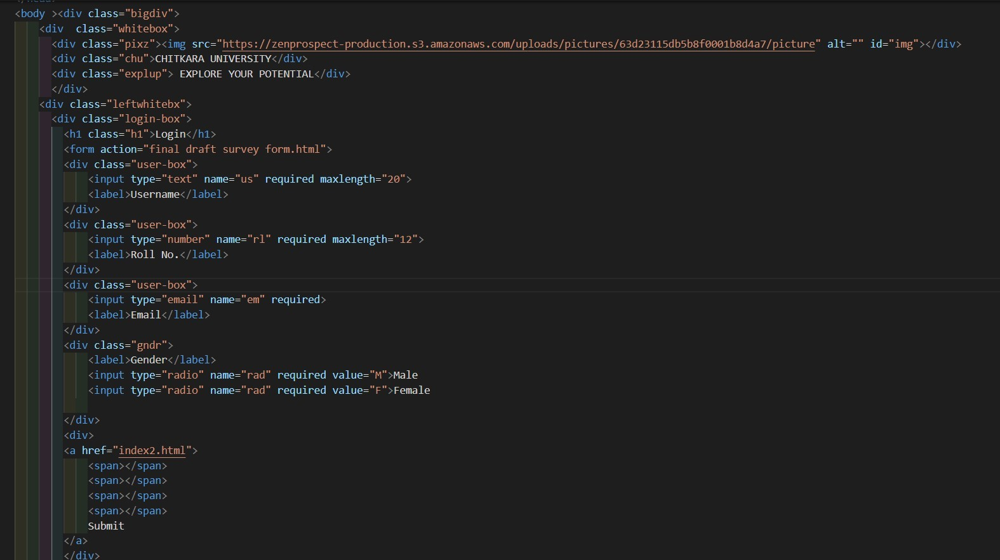 <body ><div class="bigdiv">
<div  class="whitebox">
<div class="pixz"><img src="https://zenprospect-production.s3.amazonaws.com/uploads/pictures/63d23115db5b8f0001b8d4a7/picture" alt="" id="img"></div>
<div class="chu">CHITKARA UNIVERSITY</div>
<div class="explup"> EXPLORE YOUR POTENTIAL</div>
</div>
<div class="leftwhitebx">
<div class="login-box">
<h1 class="h1">Login</h1>
<form action="final draft survey form.html">
<div class="user-box">
<input type="text" name="us" required maxlength="20">
<label>Username</label>
</div>
<div class="user-box">
<input type="number" name="rl" required maxlength="12">
<label>Roll No.</label>
</div>
<div class="user-box">
<input type="email" name="em" required>
<label>Email</label>
</div>
<div class="gndr">
<label>Gender</label>
<input type="radio" name="rad" required value="M">Male
<input type="radio" name="rad" required value="F">Female
</div>
<div>
<a href="index2.html">
<span></span>
<span></span>
<span></span>
<span></span>
Submit
</a>
</div>